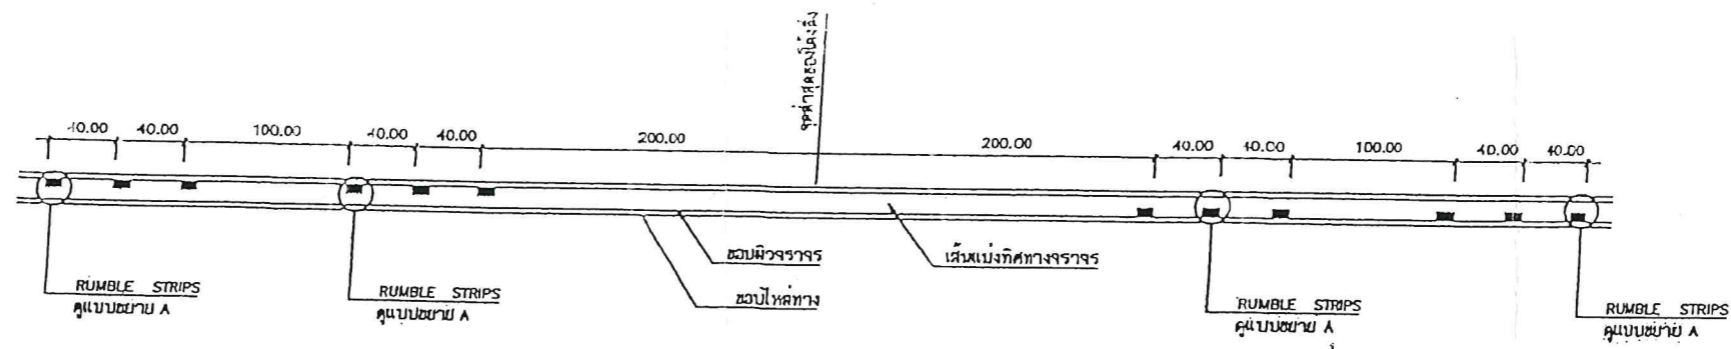 จุดต่ำสุดของโค้งดิ่ง
40.00 40.00 100.00 40.00 40.00 200.00 200.00 40.00 40.00 100.00 40.00 40.00
ขอบผิวจราจร
เส้นแบ่งทิศทางจราจร
ขอบไหล่ทาง
RUMBLE STRIPS
ดูแบบขยาย A
RUMBLE STRIPS
ดูแบบขยาย A
RUMBLE STRIPS
ดูแบบขยาย A
RUMBLE STRIPS
ดูแบบขยาย A